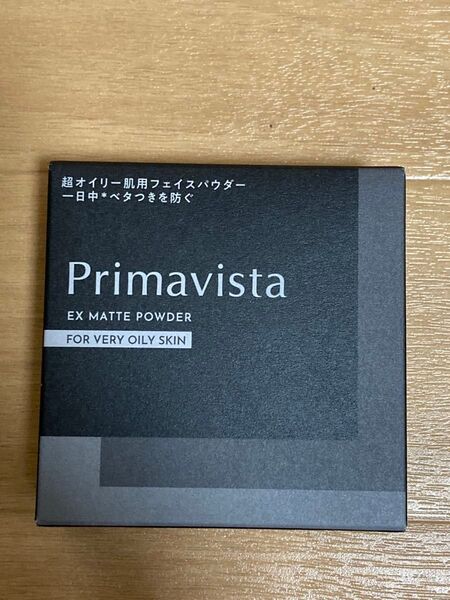 超オイリー肌用フェイスパウダー
一日中*ベタつきを防ぐ
Primavista
EX MATTE POWDER
FOR VERY OILY SKIN